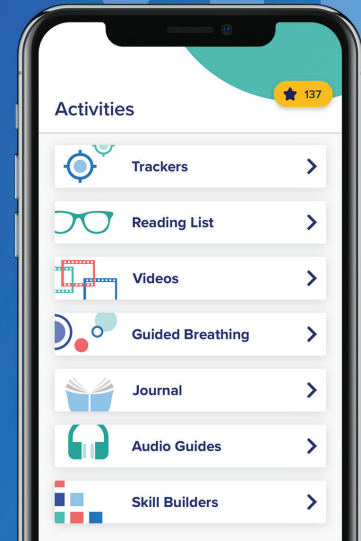 137
Activities
Trackers
Reading List
Videos
Guided Breathing
Journal
Audio Guides
Skill Builders